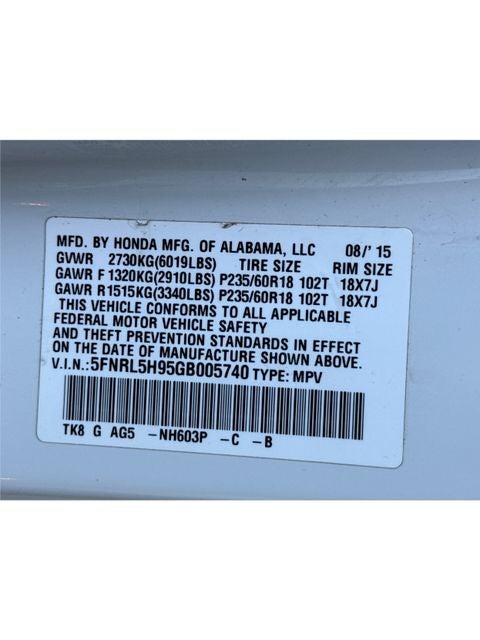 MFD. BY HONDA MFG. OF ALABAMA, LLC 08/' 15
GVWR 2730KG(6019LBS) TIRE SIZE RIM SIZE
GAWR F 1320KG(2910LBS) P235/60R18 102T 18X7J
GAWR R1515KG(3340LBS) P235/60R18 102T 18X7J
THIS VEHICLE CONFORMS TO ALL APPLICABLE
FEDERAL MOTOR VEHICLE SAFETY
AND THEFT PREVENTION STANDARDS IN EFFECT
ON THE DATE OF MANUFACTURE SHOWN ABOVE.
V.I.N.:5FNRL5H95GB005740 TYPE: MPV
TK8 G AG5 -NH603P -C -B